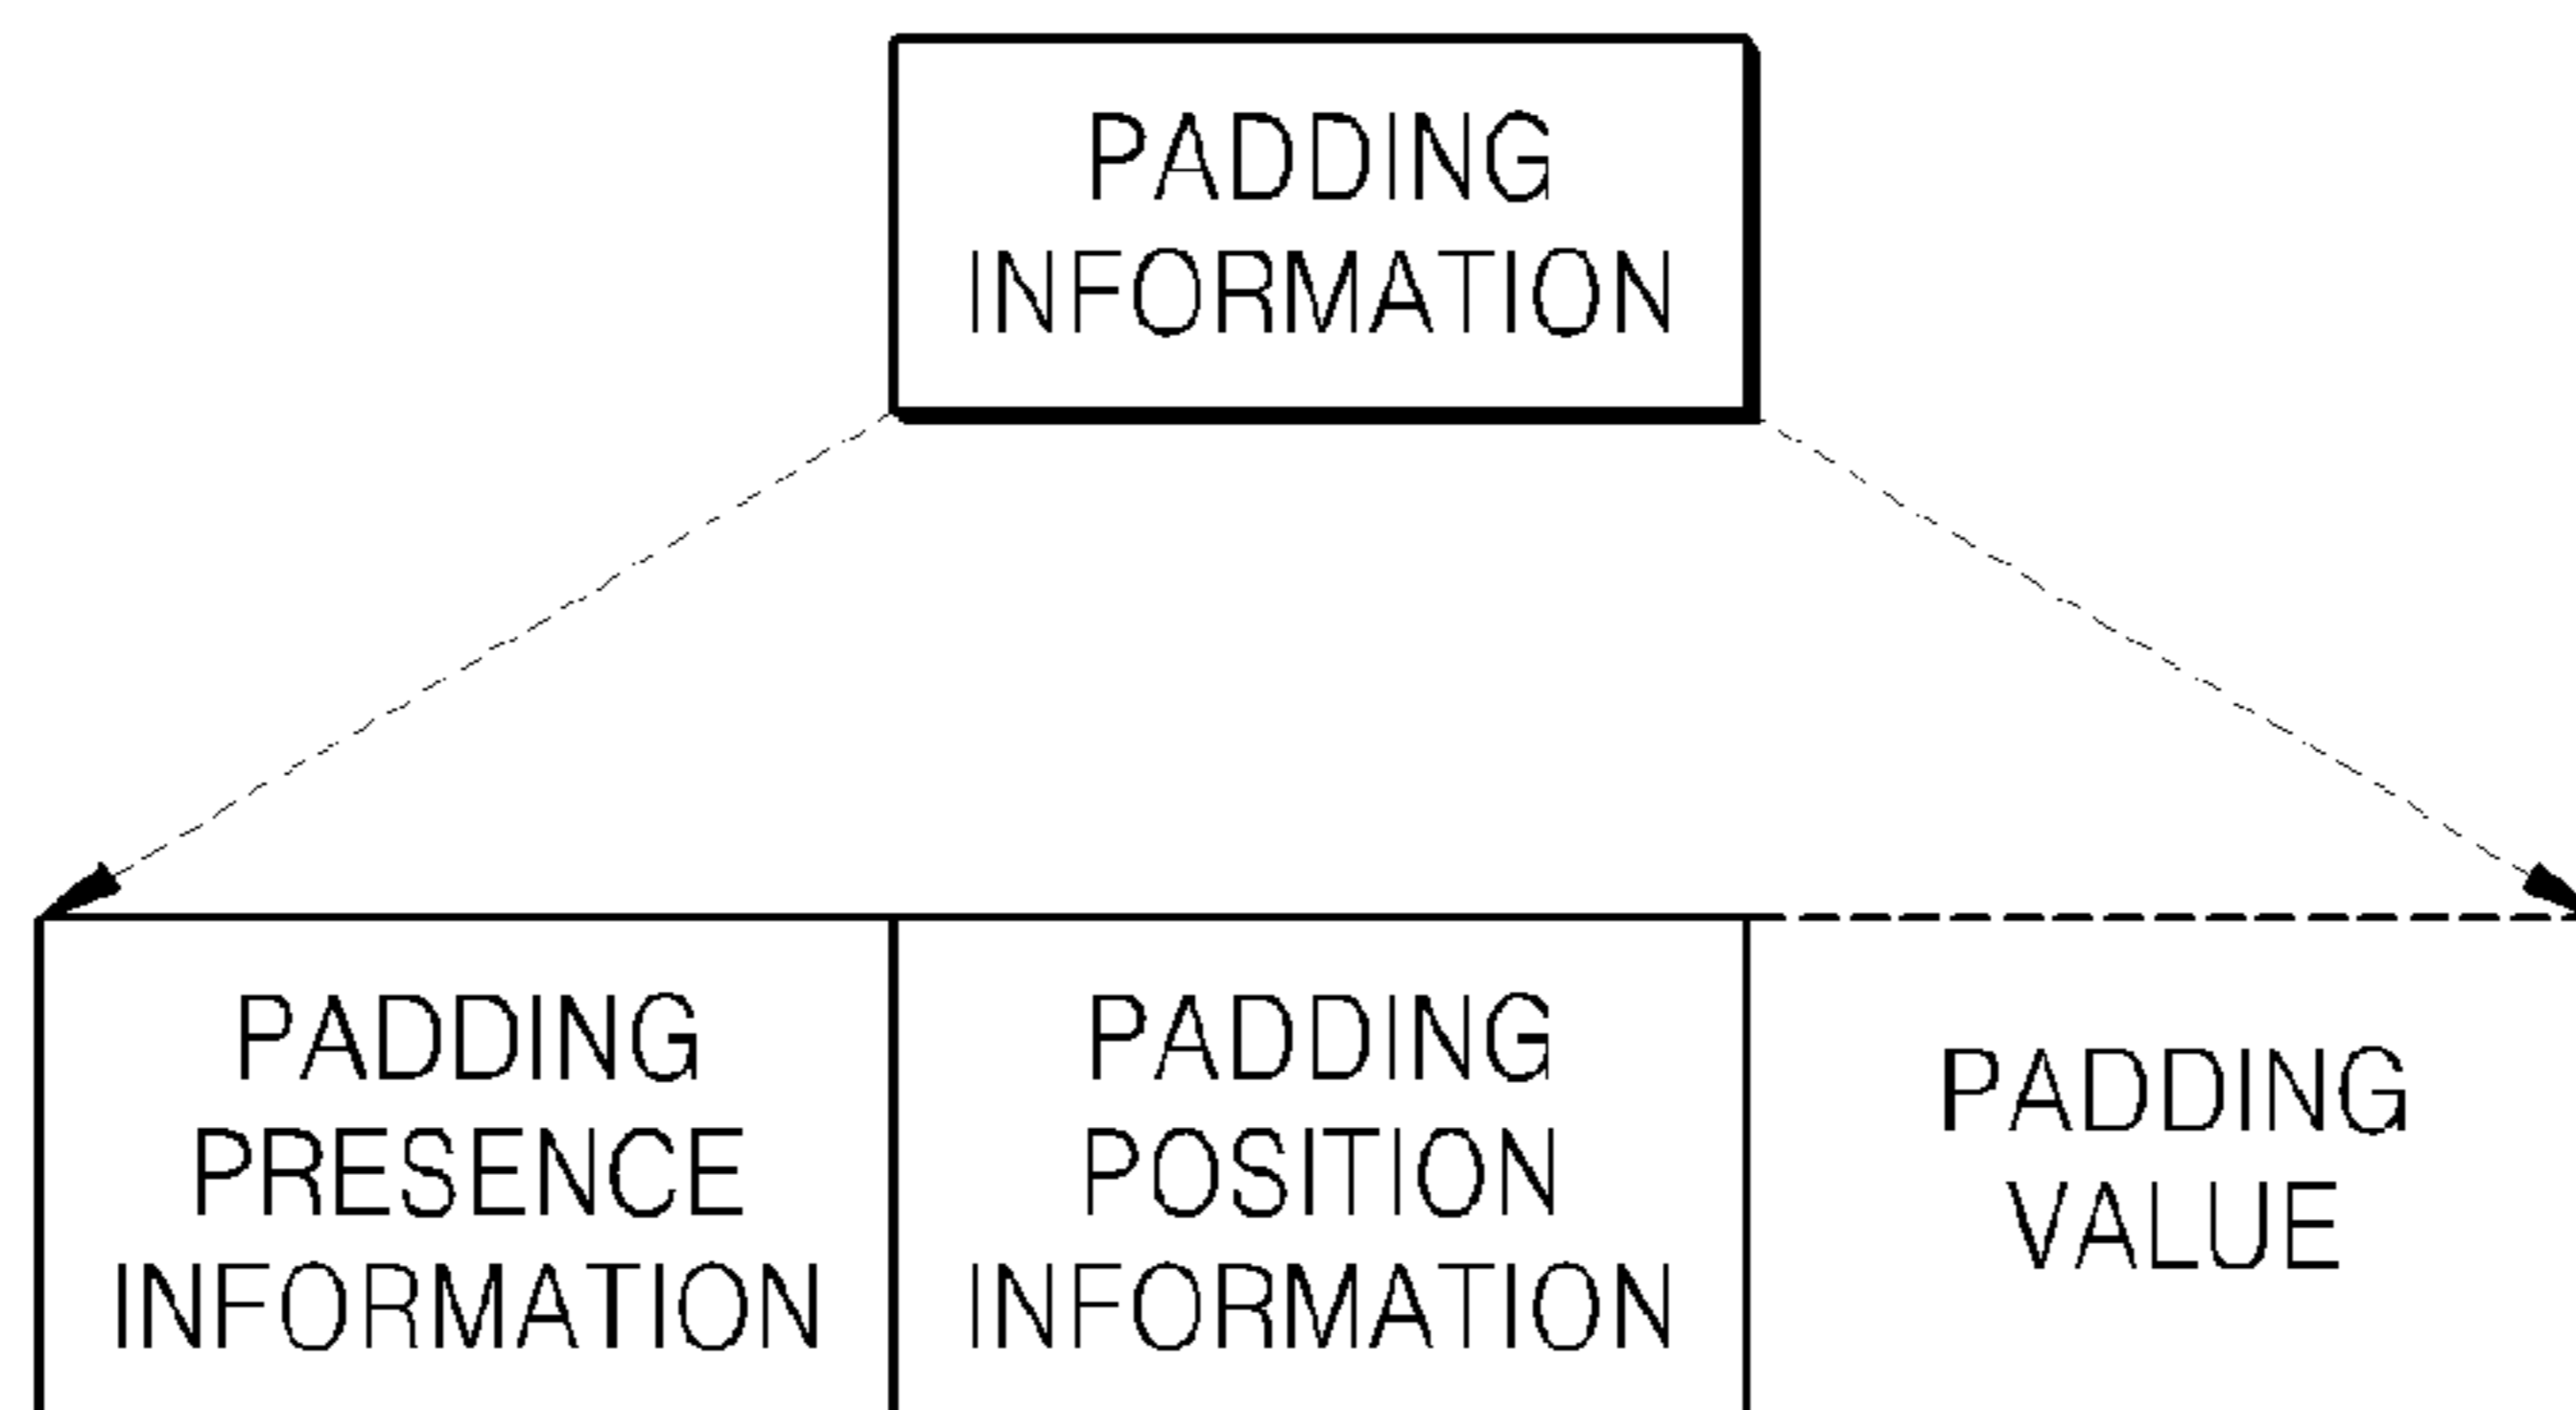 PADDING
INFORMATION
PADDING
PRESENCE
INFORMATION
PADDING
POSITION
INFORMATION
PADDING
VALUE